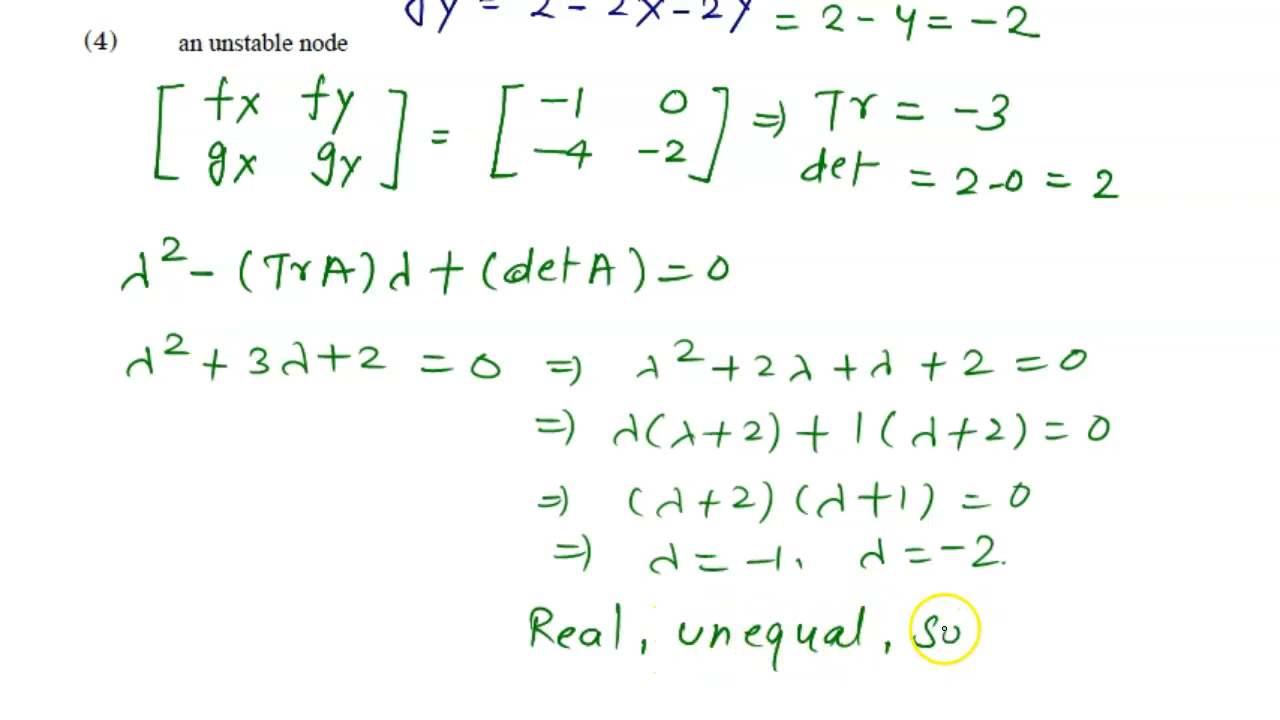 gy = 2 - 2x - 2y = 2 - 4 = -2
(4) an unstable node
[ fx fy ] = [ -1 0 ] => Tr = -3
[ gx gy ] [ -4 -2 ] det = 2-0 = 2
λ² - (TrA)λ + (detA) = 0
λ² + 3λ + 2 = 0 => λ² + 2λ + λ + 2 = 0
=> λ(λ+2) + 1(λ+2) = 0
=> (λ+2)(λ+1) = 0
=> λ = -1, λ = -2.
Real, unequal, so